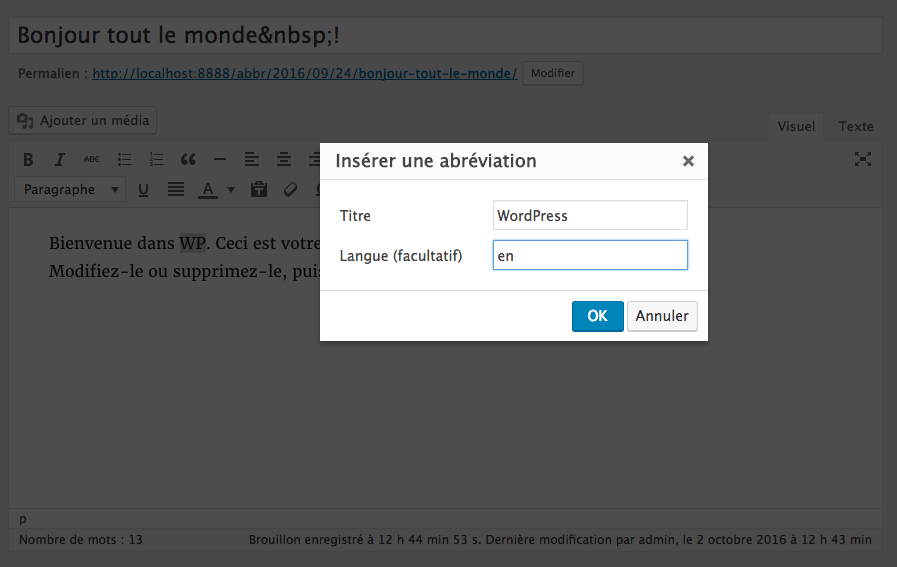 Bonjour tout le monde&nbsp;!
Permalien : http://localhost:8888/abbr/2016/09/24/bonjour-tout-le-monde/ Modifier
Ajouter un média
Visuel Texte
B I ABC
Insérer une abréviation ×
Paragraphe U A T
Titre WordPress
Bienvenue dans WP. Ceci est votre
Langue (facultatif) en
Modifiez-le ou supprimez-le, puis
OK Annuler
p
Nombre de mots : 13 Brouillon enregistré à 12 h 44 min 53 s. Dernière modification par admin, le 2 octobre 2016 à 12 h 43 min